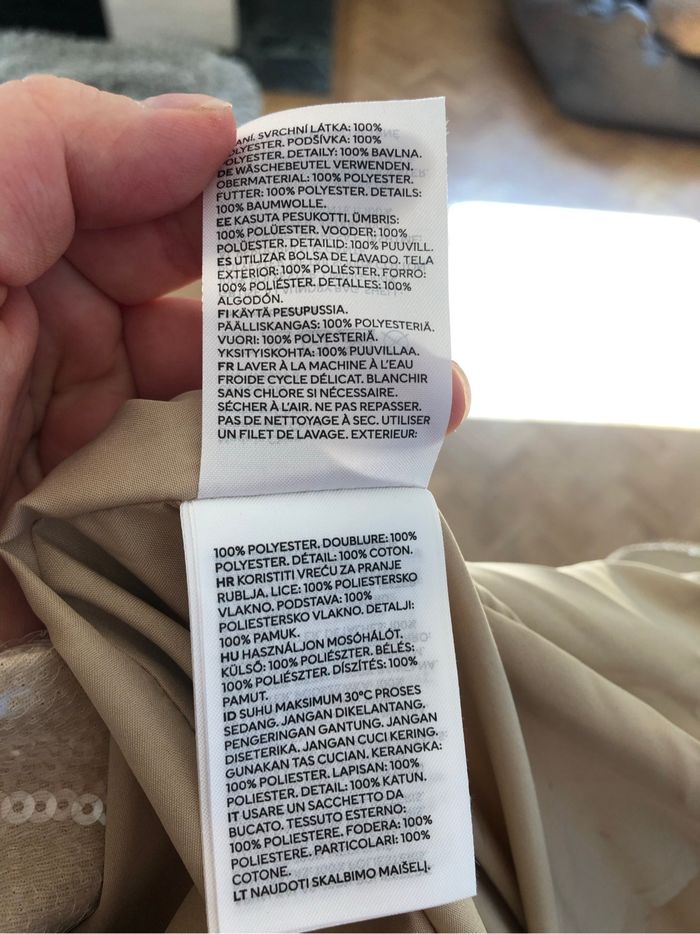 ANÍ. SVRCHNÍ LÁTKA: 100%
POLYESTER. PODŠÍVKA: 100%
POLYESTER. DETAILY: 100% BAVLNA.
DE WÄSCHEBEUTEL VERWENDEN.
OBERMATERIAL: 100% POLYESTER.
FUTTER: 100% POLYESTER. DETAILS:
100% BAUMWOLLE.
EE KASUTA PESUKOTTI. ÜMBRIS:
100% POLÜESTER. VOODER: 100%
POLÜESTER. DETAILID: 100% PUUVILL.
ES UTILIZAR BOLSA DE LAVADO. TELA
EXTERIOR: 100% POLIÉSTER. FORRO:
100% POLIÉSTER. DETALLES: 100%
ALGODÓN.
FI KÄYTÄ PESUPUSSIA.
PÄÄLLISKANGAS: 100% POLYESTERIÄ.
VUORI: 100% POLYESTERIÄ.
YKSITYISKOHTA: 100% PUUVILLAA.
FR LAVER À LA MACHINE À L'EAU
FROIDE CYCLE DÉLICAT. BLANCHIR
SANS CHLORE SI NÉCESSAIRE.
SÉCHER À L'AIR. NE PAS REPASSER.
PAS DE NETTOYAGE À SEC. UTILISER
UN FILET DE LAVAGE. EXTERIEUR:
100% POLYESTER. DOUBLURE: 100%
POLYESTER. DÉTAIL: 100% COTON.
HR KORISTITI VREĆU ZA PRANJE
RUBLJA. LICE: 100% POLIESTERSKO
VLAKNO. PODSTAVA: 100%
POLIESTERSKO VLAKNO. DETALJI:
100% PAMUK.
HU HASZNÁLJON MOSÓHÁLÓT.
KÜLSŐ: 100% POLIÉSZTER. BÉLÉS:
100% POLIÉSZTER. DÍSZÍTÉS: 100%
PAMUT.
ID SUHU MAKSIMUM 30°C PROSES
SEDANG. JANGAN DIKELANTANG.
PENGERINGAN GANTUNG. JANGAN
DISETERIKA. JANGAN CUCI KERING.
GUNAKAN TAS CUCIAN. KERANGKA:
100% POLIESTER. LAPISAN: 100%
POLIESTER. DETAIL: 100% KATUN.
IT USARE UN SACCHETTO DA
BUCATO. TESSUTO ESTERNO:
100% POLIESTERE. FODERA: 100%
POLIESTERE. PARTICOLARI: 100%
COTONE.
LT NAUDOTI SKALBIMO MAIŠELĮ.